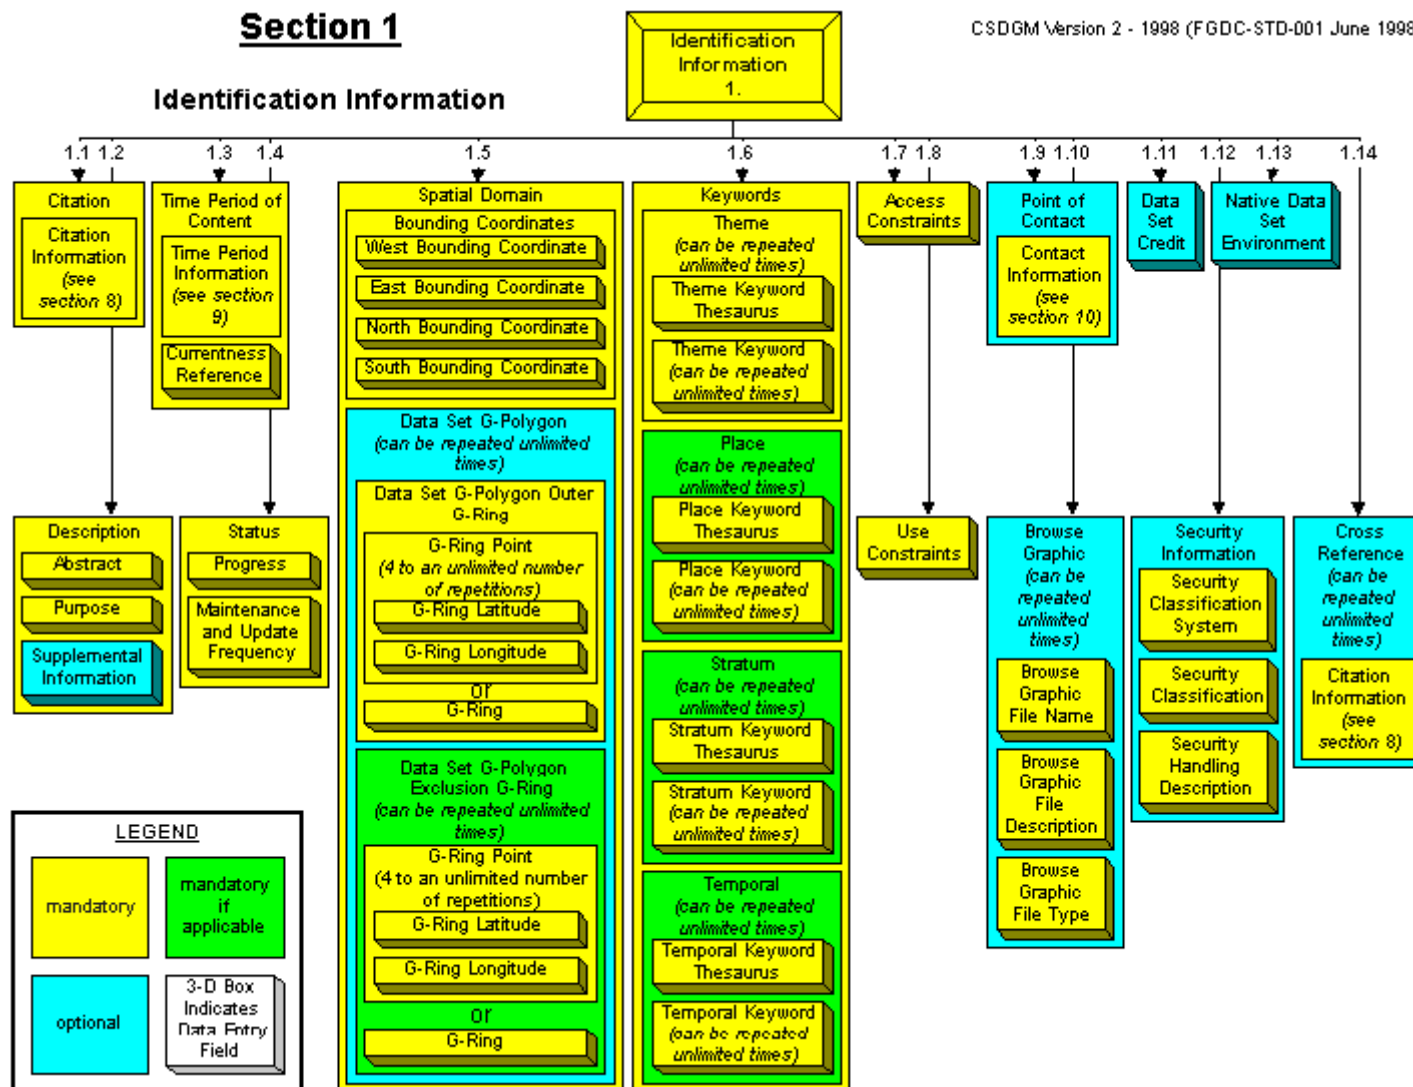 Section 1
CSDGM Version 2 - 1998 (FGDC-STD-001 June 1998
Identification
Information
1.
Identification Information
1.1
1.2
1.3
1.4
1.5
1.6
1.7
1.8
1.9
1.10
1.11
1.12
1.13
1.14
Citation
Citation
Information
(see
section 8)
Time Period of
Content
Time Period
Information
(see section
9)
Currentness
Reference
Spatial Domain
Bounding Coordinates
West Bounding Coordinate
East Bounding Coordinate
North Bounding Coordinate
South Bounding Coordinate
Data Set G-Polygon
(can be repeated unlimited
times)
Data Set G-Polygon Outer
G-Ring
G-Ring Point
(4 to an unlimited number
of repetitions)
G-Ring Latitude
G-Ring Longitude
or
G-Ring
Data Set G-Polygon
Exclusion G-Ring
(can be repeated unlimited
times)
G-Ring Point
(4 to an unlimited number
of repetitions)
G-Ring Latitude
G-Ring Longitude
or
G-Ring
Keywords
Theme
(can be repeated
unlimited times)
Theme Keyword
Thesaurus
Theme Keyword
(can be repeated
unlimited times)
Place
(can be repeated
unlimited times)
Place Keyword
Thesaurus
Place Keyword
(can be repeated
unlimited times)
Stratum
(can be repeated
unlimited times)
Stratum Keyword
Thesaurus
Stratum Keyword
(can be repeated
unlimited times)
Temporal
(can be repeated
unlimited times)
Temporal Keyword
Thesaurus
Temporal Keyword
(can be repeated
unlimited times)
Access
Constraints
Point of
Contact
Contact
Information
(see
section 10)
Data
Set
Credit
Native Data
Set
Environment
Description
Abstract
Purpose
Supplemental
Information
Status
Progress
Maintenance
and Update
Frequency
Use
Constraints
Browse
Graphic
(can be
repeated
unlimited
times)
Browse
Graphic
File Name
Browse
Graphic
File
Description
Browse
Graphic
File Type
Security
Information
Security
Classification
System
Security
Classification
Security
Handling
Description
Cross
Reference
(can be
repeated
unlimited
times)
Citation
Information
(see
section 8)
LEGEND
mandatory
mandatory
if
applicable
optional
3-D Box
Indicates
Data Entry
Field